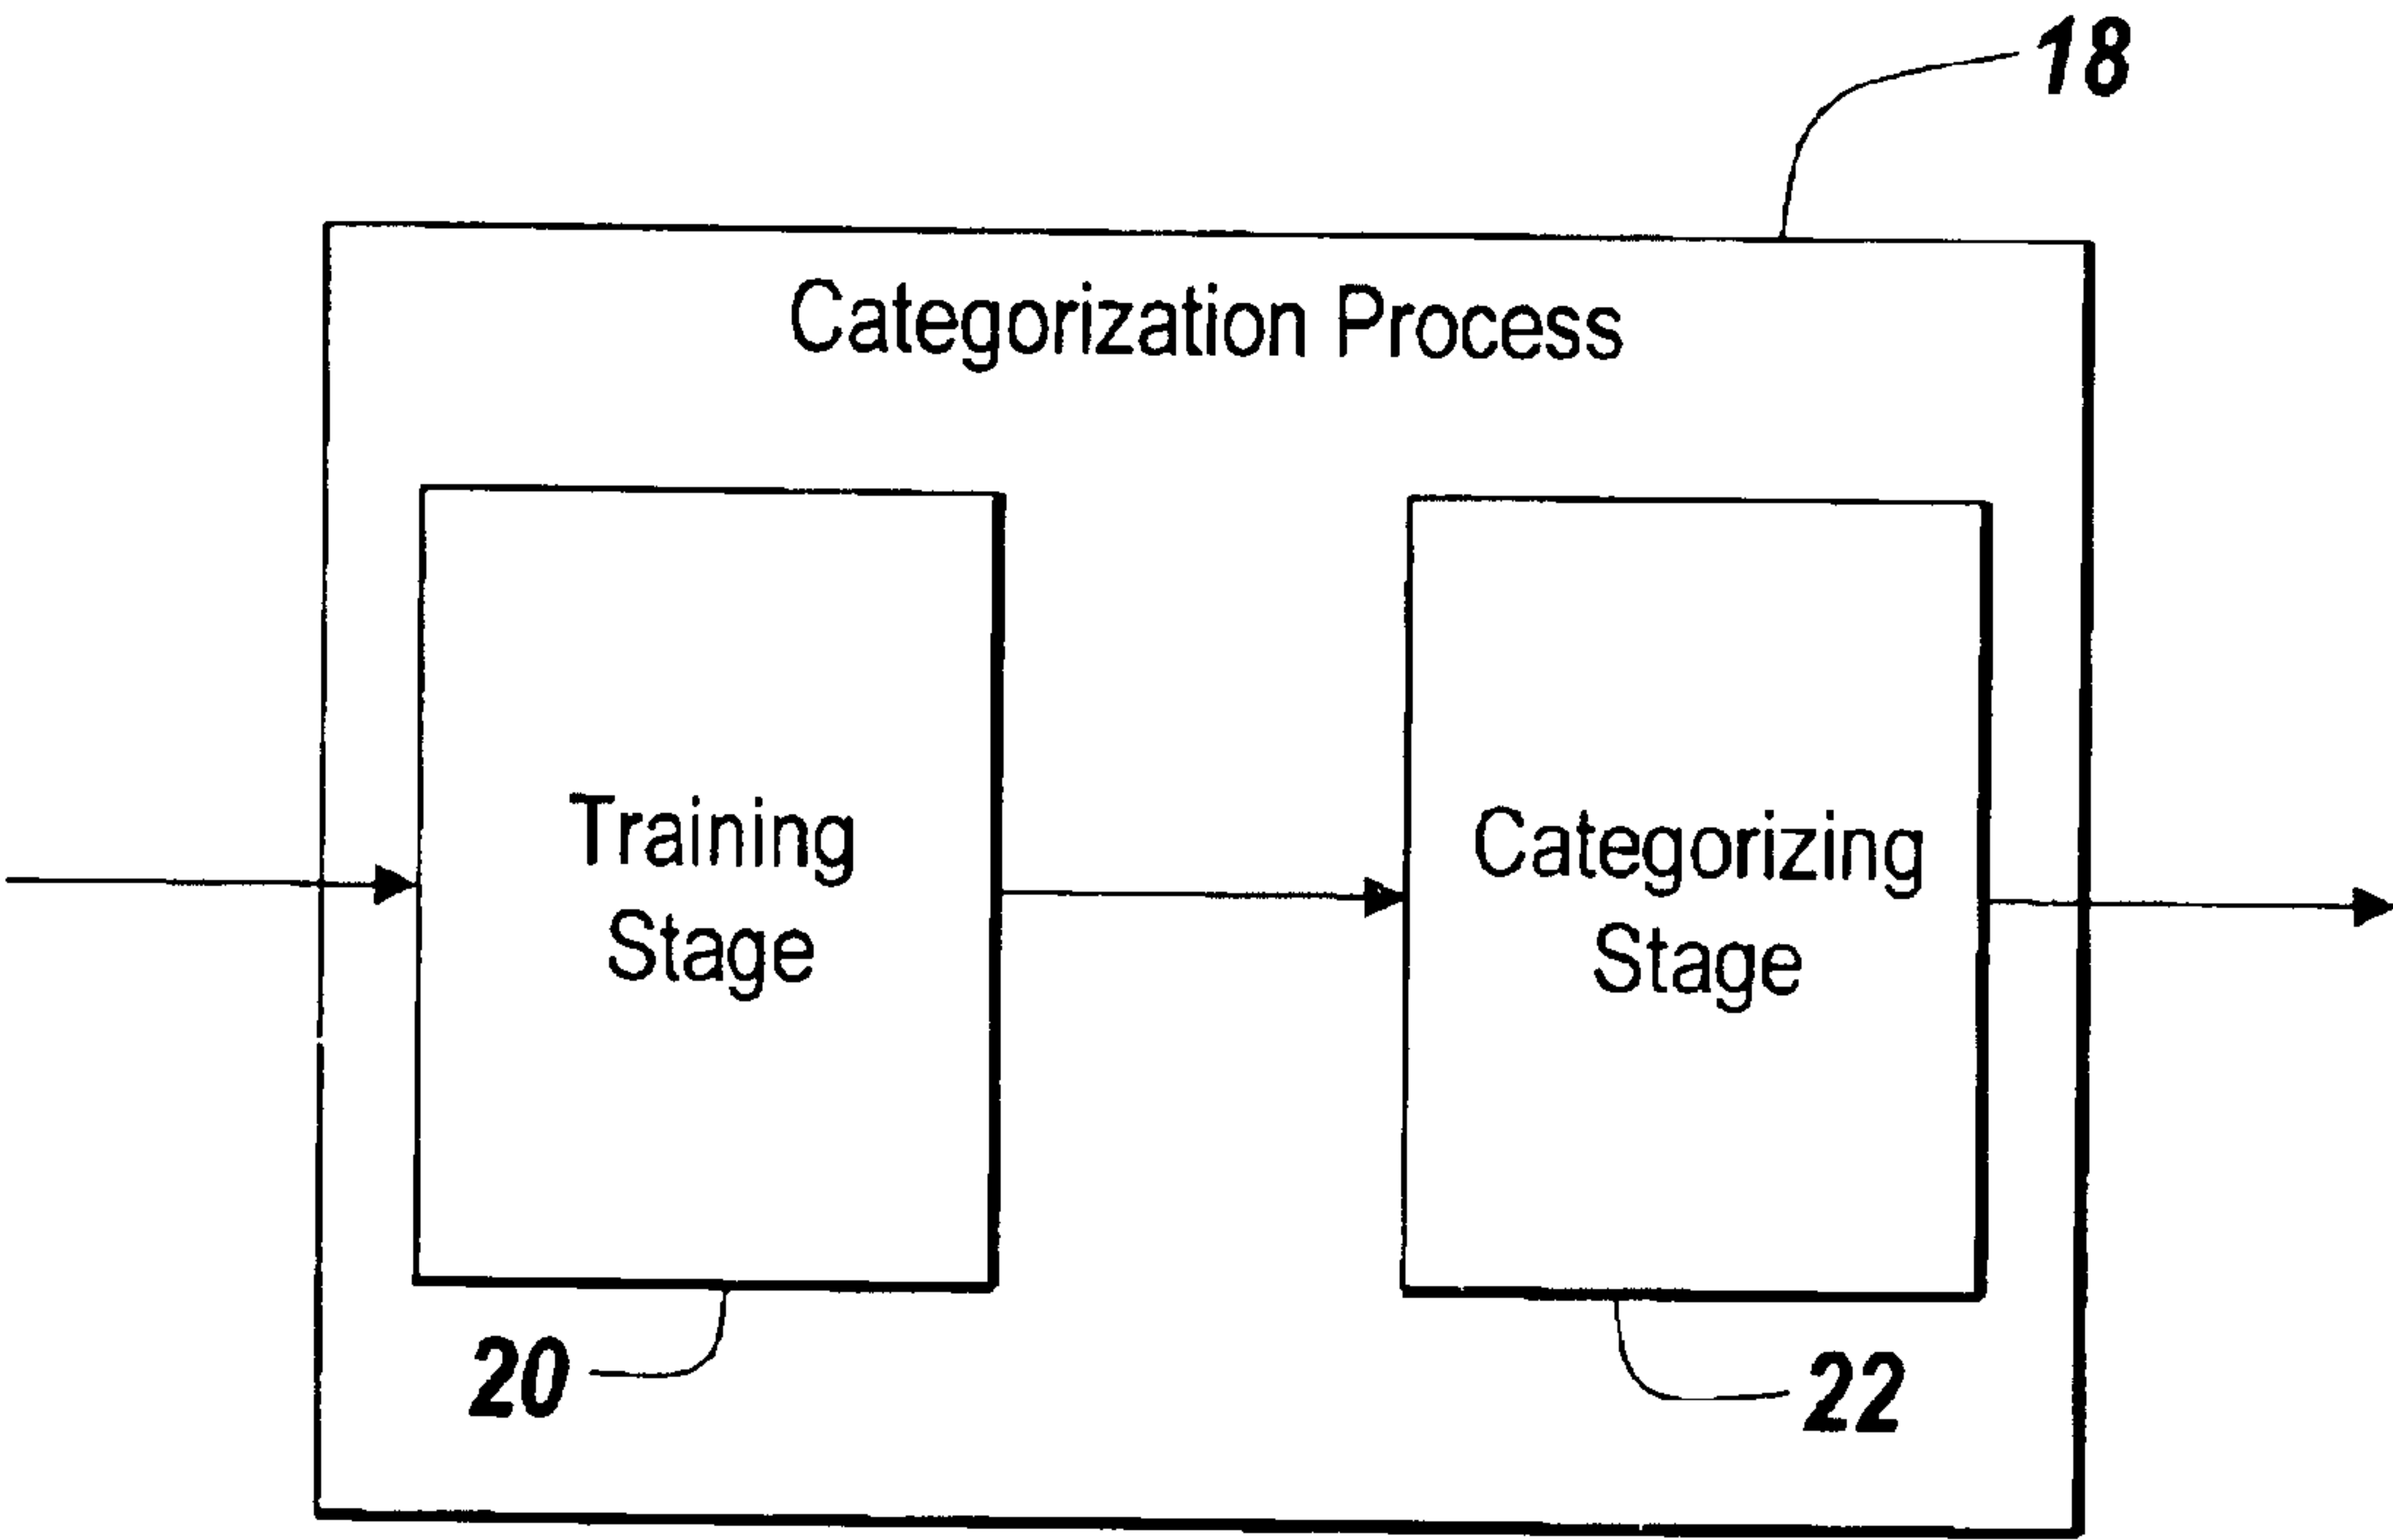 18
Categorization Process
Training
Stage
Categorizing
Stage
20
22